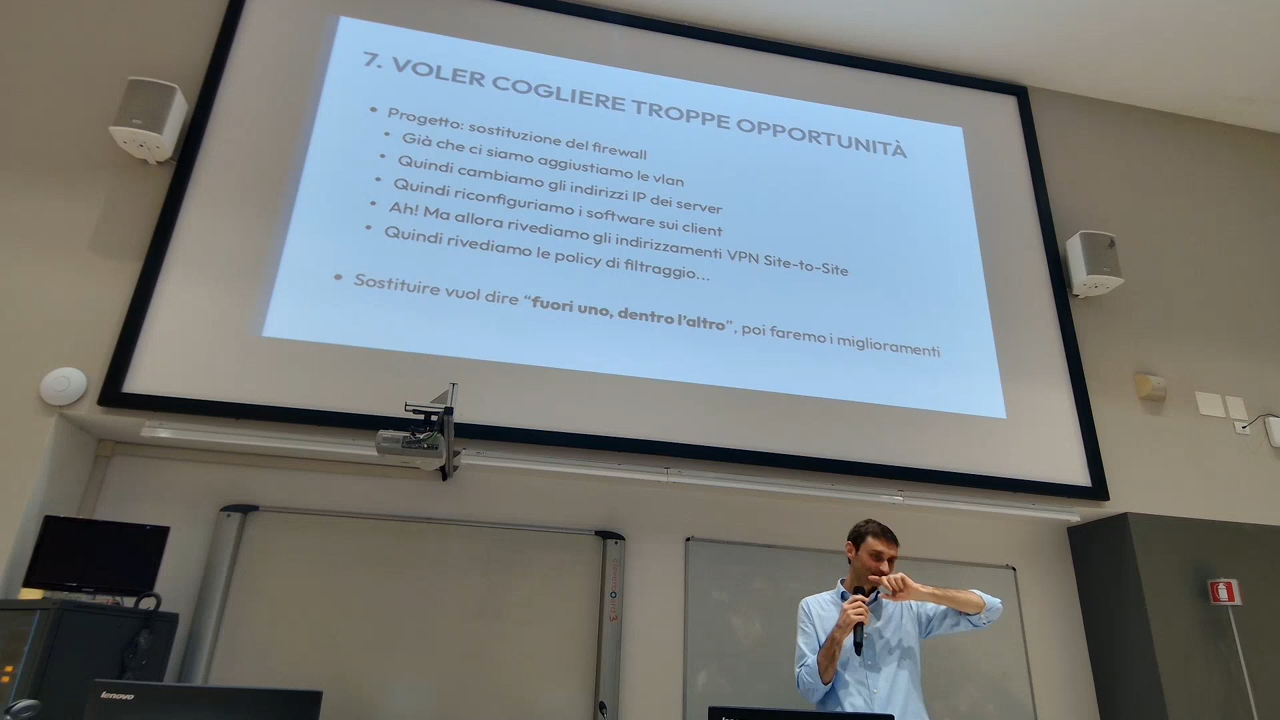 7. VOLER COGLIERE TROPPE OPPORTUNITÀ
• Progetto: sostituzione del firewall
• Già che ci siamo aggiustiamo le vlan
• Quindi cambiamo gli indirizzi IP dei server
• Quindi riconfiguriamo i software sui client
• Ah! Ma allora rivediamo gli indirizzamenti VPN Site-to-Site
• Quindi rivediamo le policy di filtraggio...
• Sostituire vuol dire “fuori uno, dentro l’altro”, poi faremo i miglioramenti
lenovo